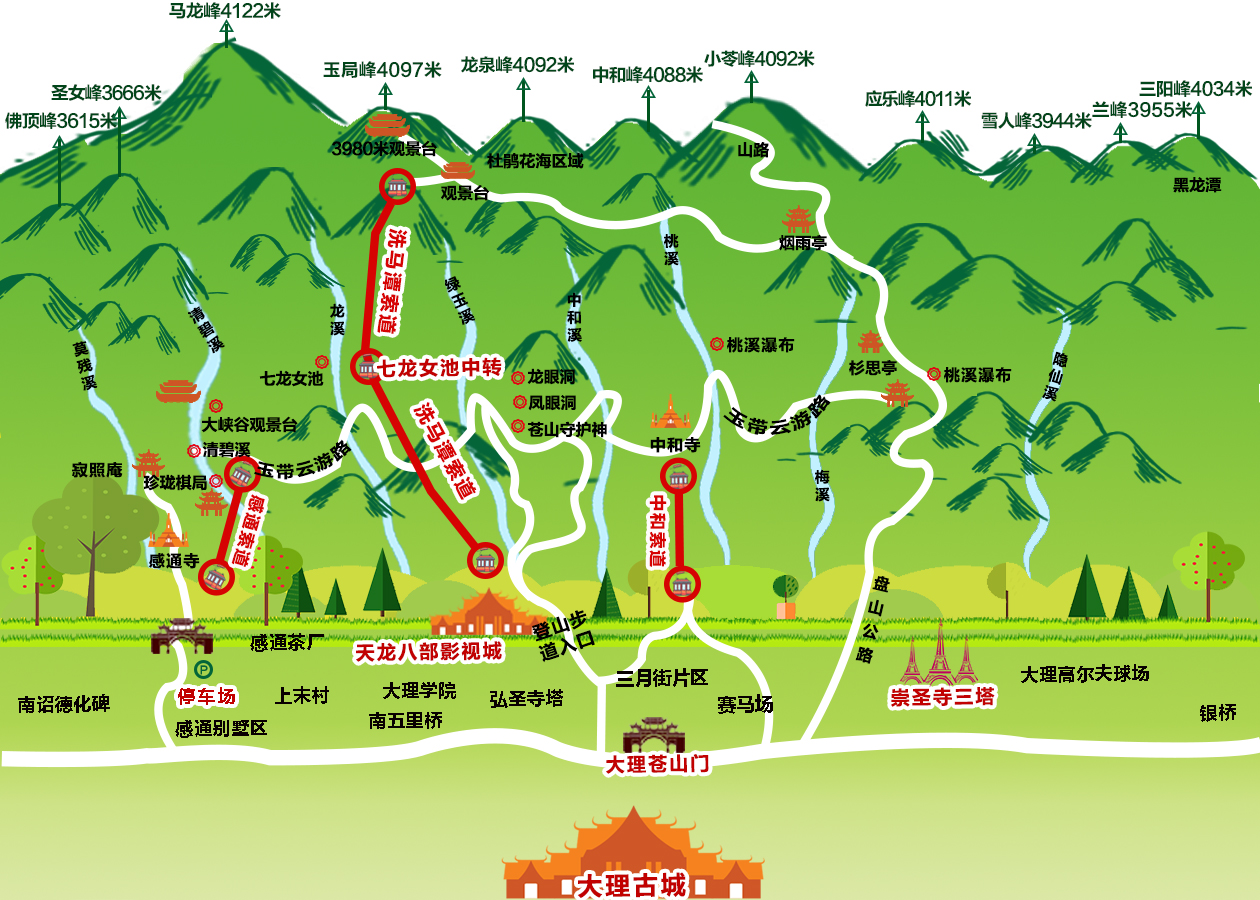 马龙峰4122米
小苓峰4092米
龙泉峰4092米
玉局峰4097米
中和峰4088米
三阳峰4034米
圣女峰3666米
应乐峰4011米
兰峰3955米
佛顶峰3615米
雪人峰3944米
3980米观景台
山路
杜鹃花海区域
黑龙潭
观景台
桃溪
烟雨亭
洗马潭索道
绿玉溪
中和溪
龙溪
清碧溪
莫残溪
桃溪瀑布
隐仙溪
杉思亭
七龙女池中转
七龙女池
龙眼洞
桃溪瀑布
凤眼洞
玉带云游路
大峡谷观景台
苍山守护神
洗马潭索道
中和寺
清碧溪
玉带云游路
寂照庵
珍珑棋局
梅溪
感通索道
中和索道
感通寺
盘山公路
感通茶厂
登山步
道入口
天龙八部影视城
三月街片区
大理高尔夫球场
停车场
上末村
大理学院
弘圣寺塔
赛马场
崇圣寺三塔
南诏德化碑
银桥
南五里桥
感通别墅区
P
大理苍山门
大理古城